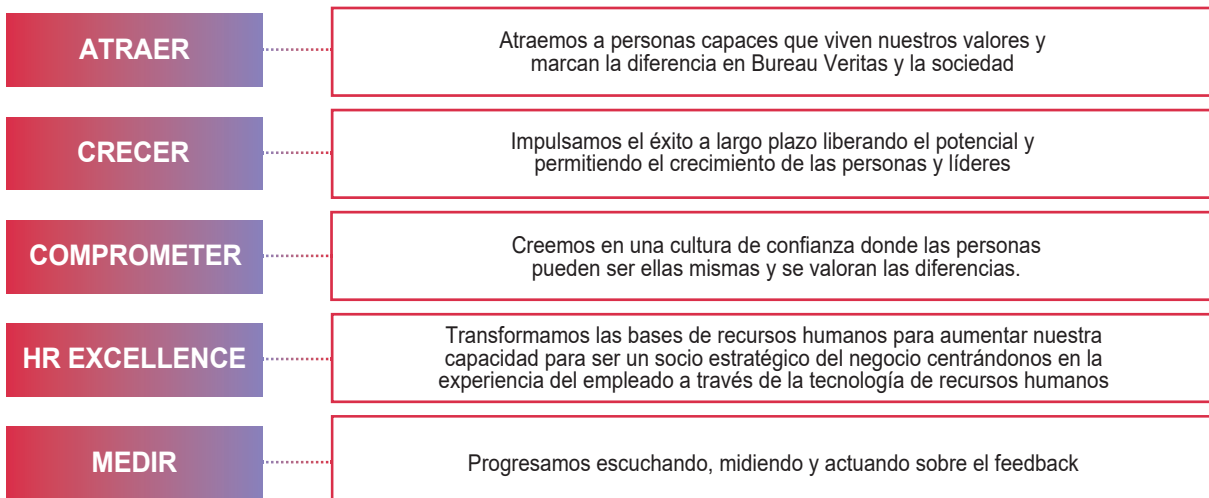 ATRAER
Atraemos a personas capaces que viven nuestros valores y
marcan la diferencia en Bureau Veritas y la sociedad
CRECER
Impulsamos el éxito a largo plazo liberando el potencial y
permitiendo el crecimiento de las personas y líderes
COMPROMETER
Creemos en una cultura de confianza donde las personas
pueden ser ellas mismas y se valoran las diferencias.
HR EXCELLENCE
Transformamos las bases de recursos humanos para aumentar nuestra
capacidad para ser un socio estratégico del negocio centrándonos en la
experiencia del empleado a través de la tecnología de recursos humanos
MEDIR
Progresamos escuchando, midiendo y actuando sobre el feedback